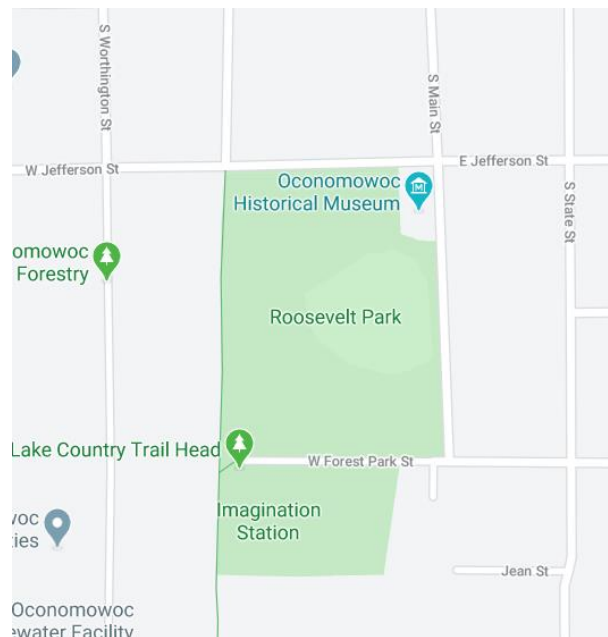 S Worthington St
S Main St
W Jefferson St
E Jefferson St
Oconomowoc
Historical Museum
S State St
omowoc
Forestry
Roosevelt Park
Lake Country Trail Head
W Forest Park St
Imagination
Station
woc
ies
Jean St
Oconomowoc
ewater Facility